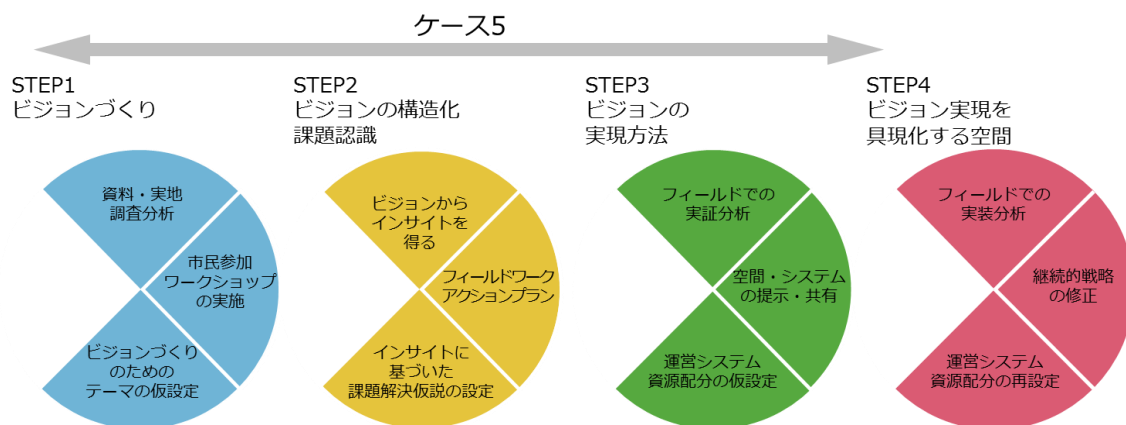 ケース5
STEP1
ビジョンづくり
STEP2
ビジョンの構造化
課題認識
STEP3
ビジョンの
実現方法
STEP4
ビジョン実現を
具現化する空間
資料・実地
調査分析
市民参加
ワークショップ
の実施
ビジョンづくり
のための
テーマの仮設定
ビジョンから
インサイトを
得る
フィールドワーク
アクションプラン
インサイトに
基づいた
課題解決仮説の設定
フィールドでの
実証分析
空間・システム
の提示・共有
運営システム
資源配分の仮設定
フィールドでの
実装分析
継続的戦略
の修正
運営システム
資源配分の再設定